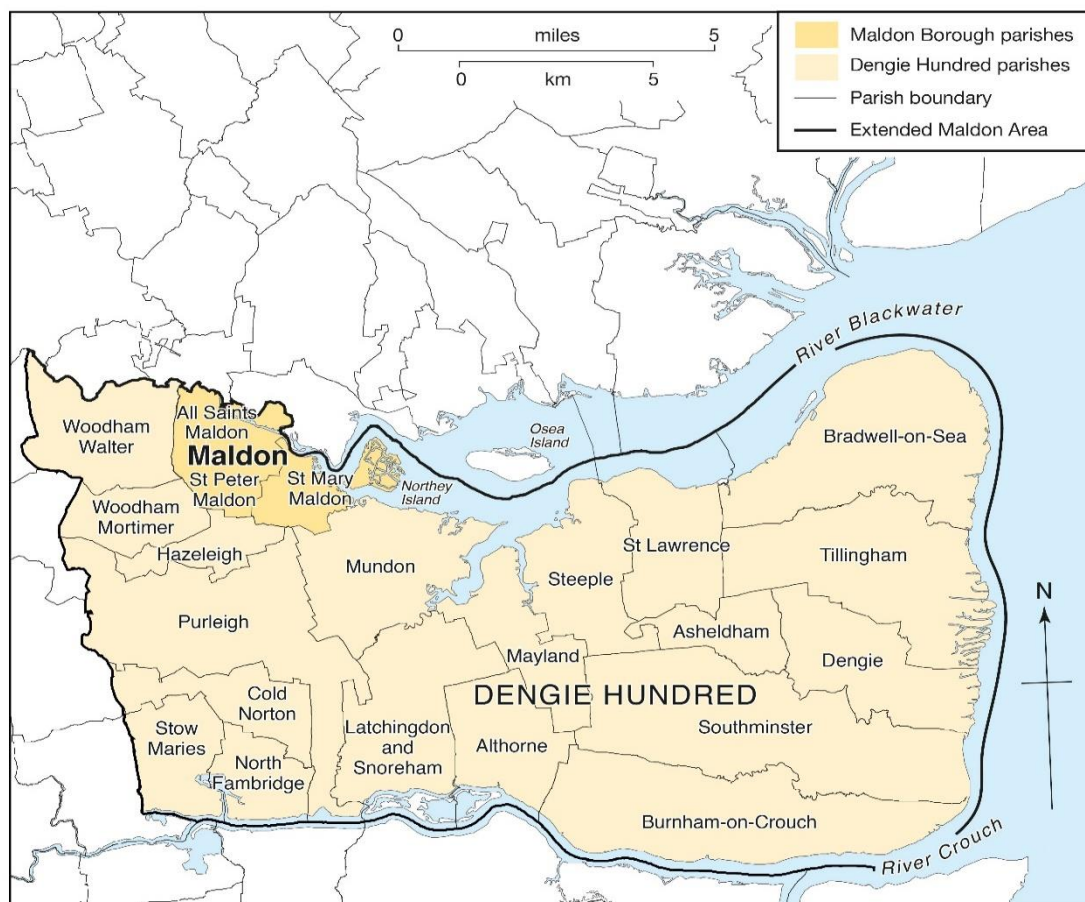 0 miles 5
0 km 5
Maldon Borough parishes
Dengie Hundred parishes
Parish boundary
Extended Maldon Area
River Blackwater
Woodham
Walter
All Saints
Maldon
Maldon
St Peter
Maldon
St Mary
Maldon
Osea
Island
Northey
Island
Bradwell-on-Sea
Woodham
Mortimer
Hazeleigh
Mundon
Steeple
St Lawrence
Tillingham
Purleigh
Asheldham
Mayland
Dengie
N
DENGIE HUNDRED
Cold
Norton
Stow
Maries
North
Fambridge
Latchingdon
and
Snoreham
Althorne
Southminster
Burnham-on-Crouch
River Crouch